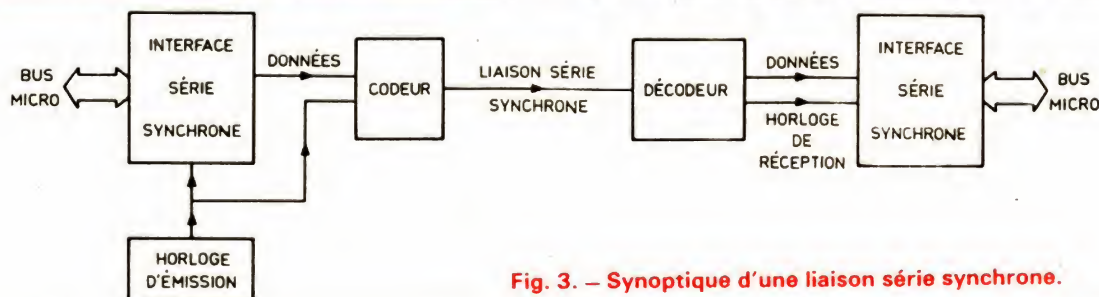 BUS
MICRO
INTERFACE
SÉRIE
SYNCHRONE
DONNÉES
CODEUR
LIAISON SÉRIE
SYNCHRONE
DÉCODEUR
DONNÉES
HORLOGE
DE
RÉCEPTION
INTERFACE
SÉRIE
SYNCHRONE
BUS
MICRO
HORLOGE
D'ÉMISSION
Fig. 3. – Synoptique d'une liaison série synchrone.